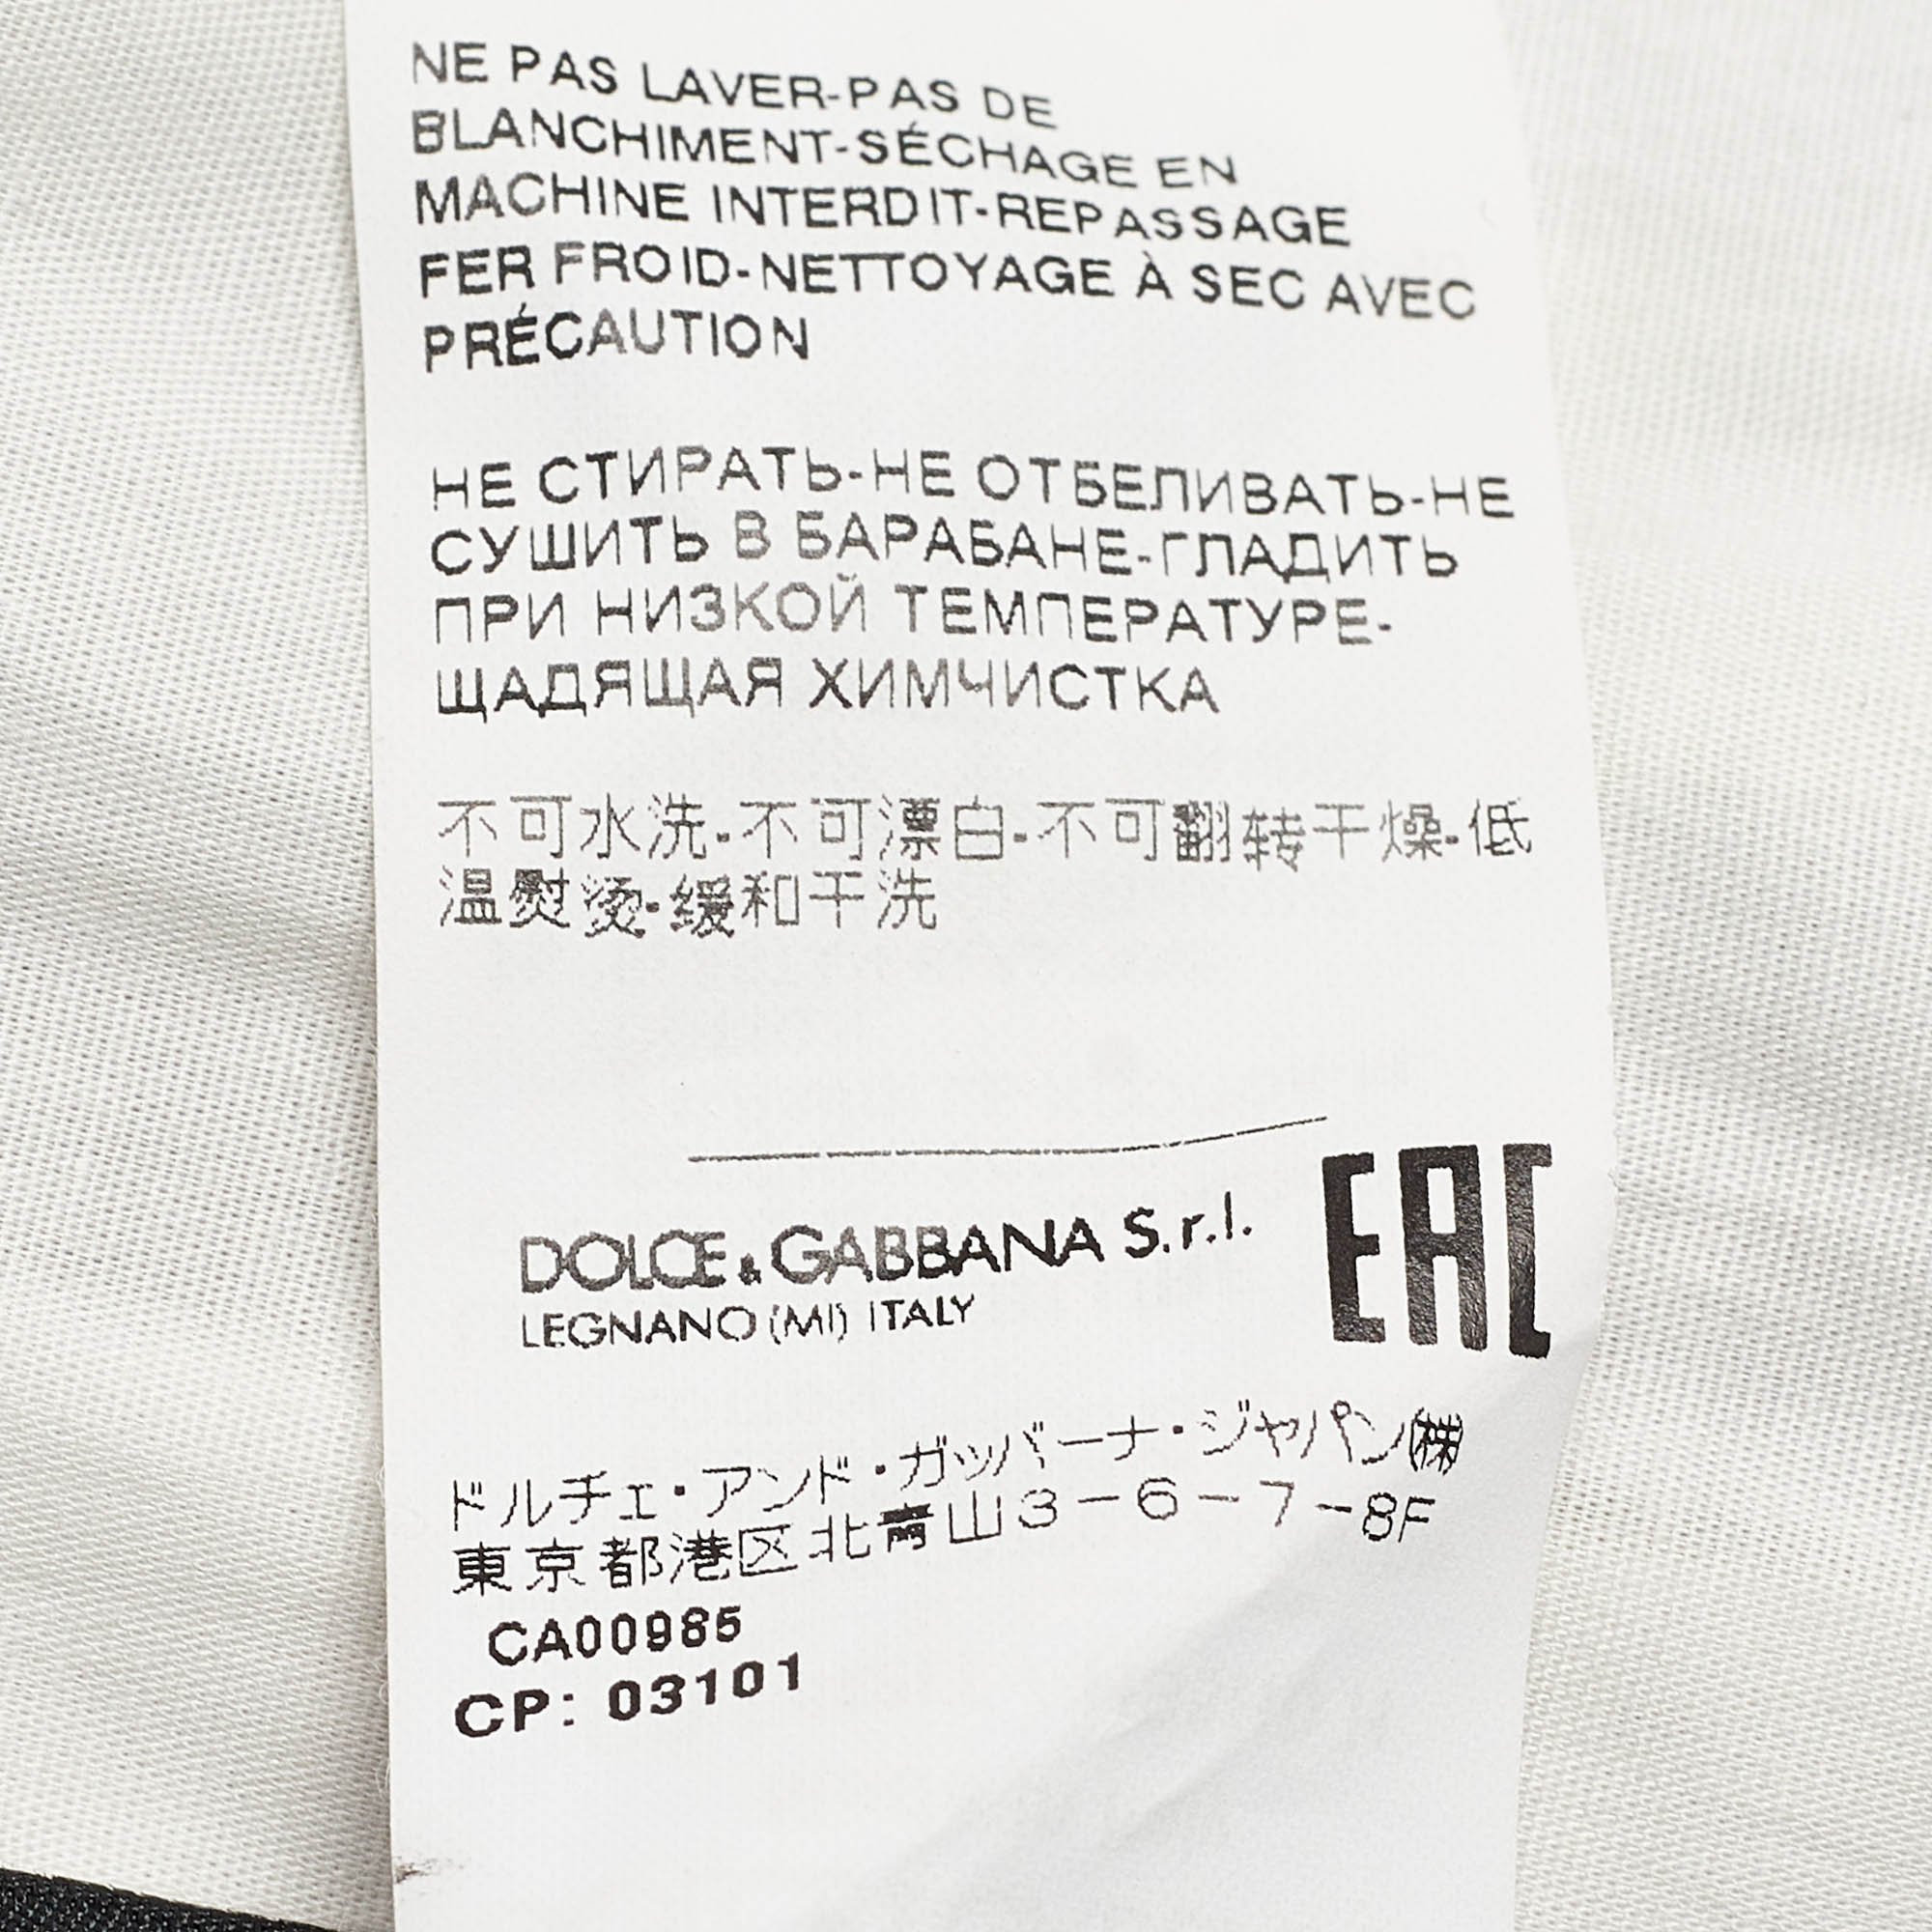 NE PAS LAVER-PAS DE
BLANCHIMENT-SÉCHAGE EN
MACHINE INTERDIT-REPASSAGE
FER FROID-NETTOYAGE À SEC AVEC
PRÉCAUTION
НЕ СТИРАТЬ-НЕ ОТБЕЛИВАТЬ-НЕ
СУШИТЬ В БАРАБАНЕ-ГЛАДИТЬ
ПРИ НИЗКОЙ ТЕМПЕРАТУРЕ-
ЩАДЯЩАЯ ХИМЧИСТКА
不可水洗-不可漂白-不可翻转干燥-低
温熨烫-缓和干洗
DOLCE & GABBANA S.r.l.
LEGNANO (MI) ITALY
EAC
ドルチェ・アンド・ガッバーナ・ジャパン(株)
東京都港区北青山3-6-7-8F
CA00985
CP: 03101